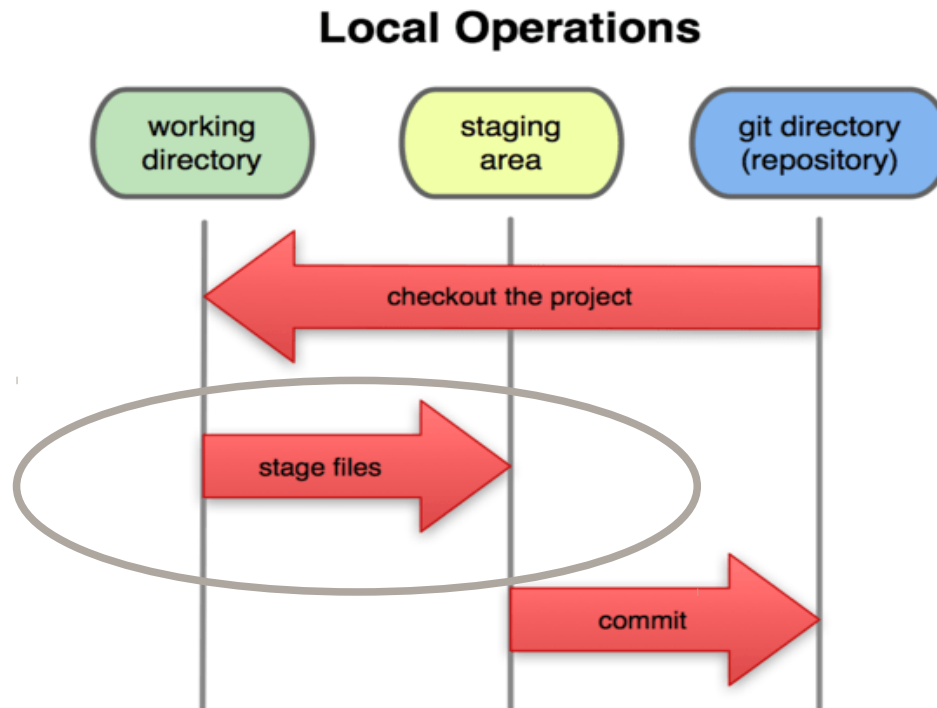 Local Operations
working
directory
staging
area
git directory
(repository)
checkout the project
stage files
commit